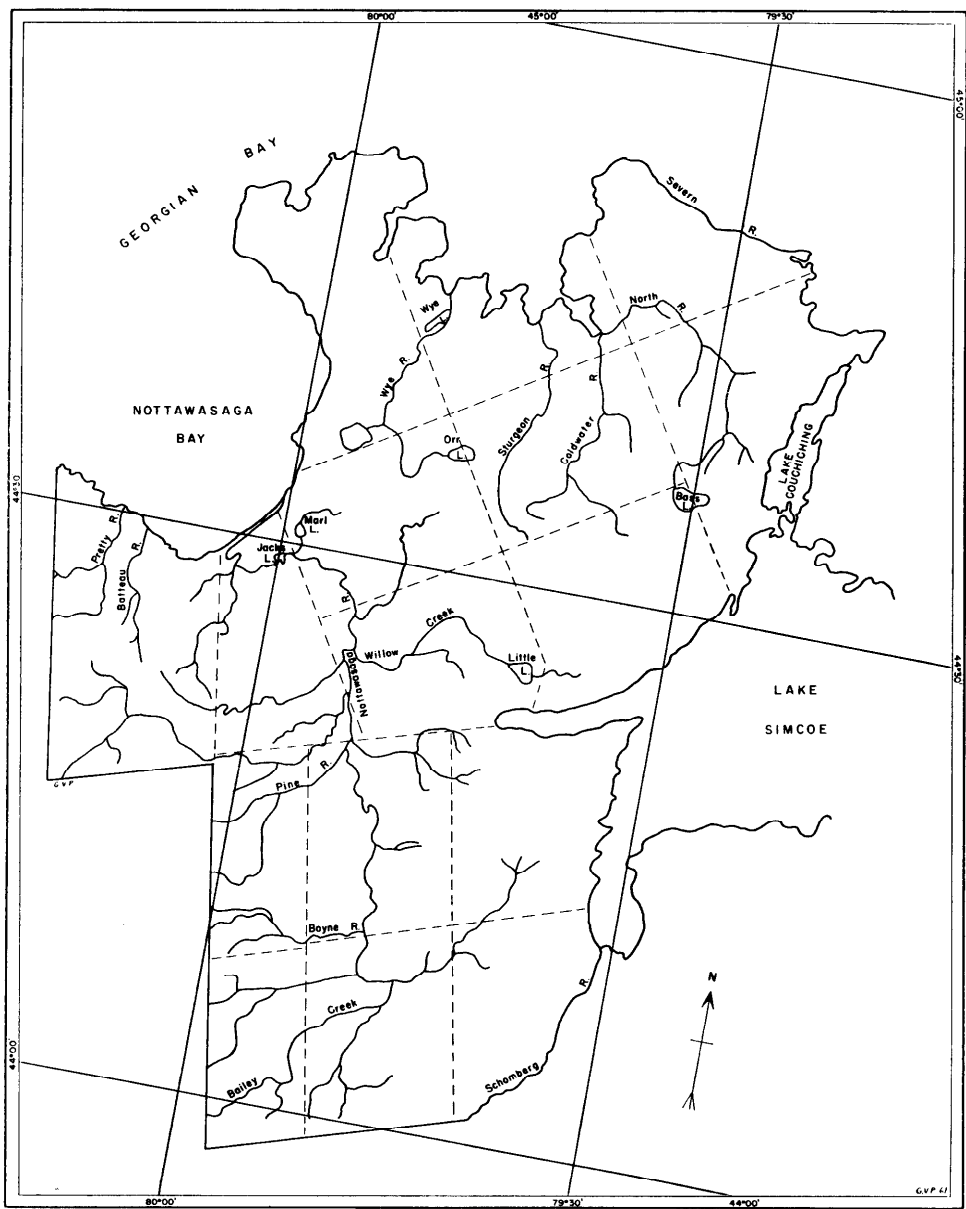 80°00'
45°00'
79°30'
45°00'
GEORGIAN BAY
Severn R.
Wye L.
North R.
Wye R.
R.
R.
NOTTAWASAGA
BAY
Orr
L.
Sturgeon
Coldwater
LAKE
COUCHICHING
44°30'
Bass
L.
Pretty R.
Marl
L.
Jacks
L.
Batteau R.
R.
Creek
Willow
Little
L.
44°30'
Nottawasaga
LAKE
SIMCOE
G.V.P
Pine R.
Boyne R.
N
R.
Creek
44°00'
Schomberg
Bailey
G.V.P 61
80°00'
79°30'
44°00'